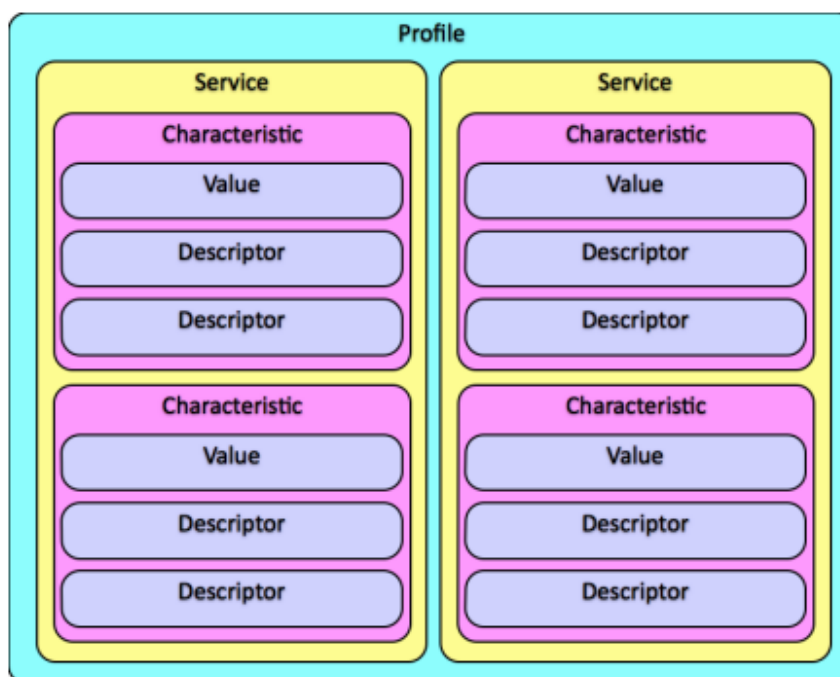 Profile
Service
Characteristic
Value
Descriptor
Descriptor
Characteristic
Value
Descriptor
Descriptor
Service
Characteristic
Value
Descriptor
Descriptor
Characteristic
Value
Descriptor
Descriptor